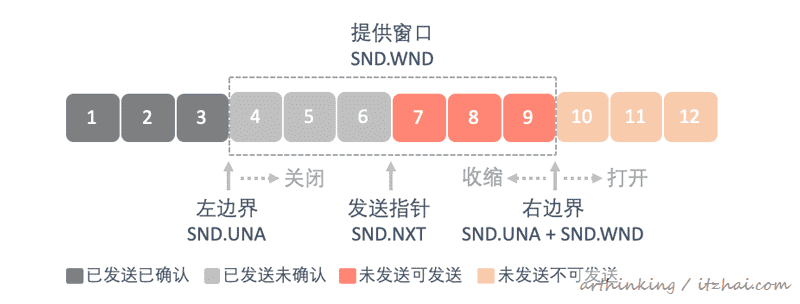 提供窗口
SND.WND
1 2 3 4 5 6 7 8 9 10 11 12
关闭 收缩 打开
左边界 发送指针 右边界
SND.UNA SND.NXT SND.UNA + SND.WND
已发送已确认 已发送未确认 未发送可发送 未发送不可发送
arthinking / itzhai.com